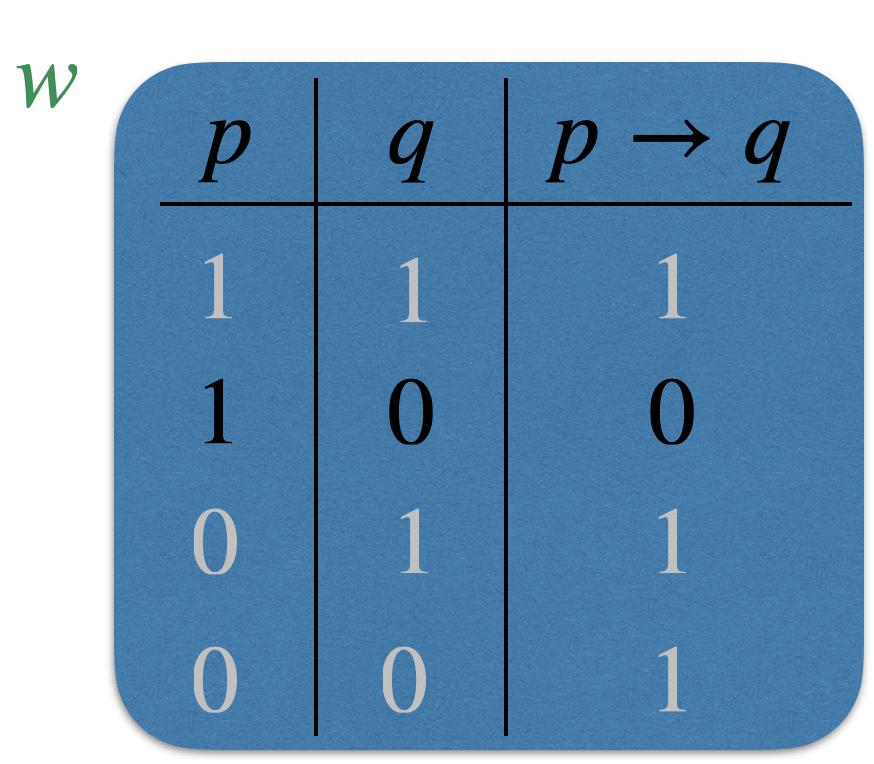 w
p q p → q
1 1 1
1 0 0
0 1 1
0 0 1